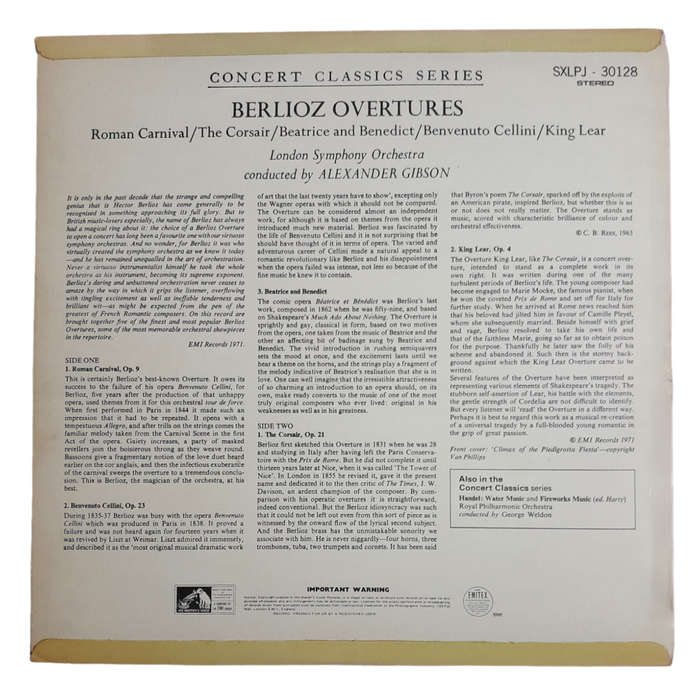 CONCERT CLASSICS SERIES
SXLPJ - 30128
STEREO
BERLIOZ OVERTURES
Roman Carnival/The Corsair/Beatrice and Benedict/Benvenuto Cellini/King Lear
London Symphony Orchestra
conducted by ALEXANDER GIBSON
It is only in the past decade that the strange and compelling
genius that is Hector Berlioz has come generally to be
recognised in something approaching its full glory. But to
British music-lovers especially, the name of Berlioz has always
had a magical ring about it: the choice of a Berlioz Overture
to open a concert has long been a favourite one with our virtuoso
symphony orchestras. And no wonder, for Berlioz it was who
virtually created the symphony orchestra as we know it today
—and he has remained unequalled in the art of orchestration.
Never a virtuoso instrumentalist himself he took the whole
orchestra as his instrument, becoming its supreme exponent.
Berlioz's daring and unbuttoned orchestration never ceases to
amaze by the way in which it grips the listener, overflowing
with tingling excitement as well as ineffable tenderness and
brilliant wit—as might be expected from the pen of the
greatest of French Romantic composers. On this record are
brought together five of the finest and most popular Berlioz
Overtures, some of the most memorable orchestral showpieces
in the repertoire.
EMI Records 1971.
SIDE ONE
1. Roman Carnival, Op. 9
This is certainly Berlioz's best-known Overture. It owes its
success to the failure of his opera Benvenuto Cellini, for
Berlioz, five years after the production of that unhappy
opera, used themes from it for this orchestral tour de force.
When first performed in Paris in 1844 it made such an
impression that it had to be repeated. It opens with a
tempestuous Allegro, and after trills on the strings comes the
familiar melody taken from the Carnival Scene in the first
Act of the opera. Gaiety reigns as a party of masked
revellers join the boisterous throng as they weave round.
Bassoons give a fragmentary notion of the love duet heard
earlier on the cor anglais, and then the infectious exuberance
of the carnival sweeps the overture to a tremendous conclu-
sion. This is Berlioz, the magician of the orchestra, at his
best.
2. Benvenuto Cellini, Op. 23
During 1835-37 Berlioz was busy with the opera Benvenuto
Cellini which was produced in Paris in 1838. It proved a
failure and was not heard again for fourteen years when it
was revived by Liszt at Weimar. Liszt admired it immensely,
and described it as the 'most original musical dramatic work
of art that the last twenty years have to show', excepting only
the Wagner operas with which it should not be compared.
The Overture can be considered almost an independent
work, for although it is based on themes from the opera it
introduced much new material. Berlioz was fascinated by
the life of Benvenuto Cellini and it is not surprising that he
should have thought of it in terms of opera. The varied and
adventurous career of Cellini made a natural appeal to a
romantic revolutionary like Berlioz and his disappointment
when the opera failed was intense, not less so because of the
fine music he knew it to contain.
3. Beatrice and Benedict
The comic opera Béatrice et Bénédict was Berlioz's last
work, composed in 1862 when he was fifty-nine, and based
on Shakespeare's Much Ado About Nothing. The Overture is
sprightly and gay, classical in form, based on two motives
from the opera, one taken from the music of Beatrice and the
other an affecting bit of badinage sung by Beatrice and
Benedict. The vivid introduction in rushing semiquavers
sets the mood at once, and the excitement lasts until we
hear a theme on the horns, and the strings play a fragment of
the melody indicative of Beatrice's realisation that she is in
love. One can well imagine that the irresistible attractiveness
of so charming an introduction to an opera should, on its
own, make ready converts to the music of one of the most
truly original composers who ever lived: original in his
weaknesses as well as in his greatness.
SIDE TWO
1. The Corsair, Op. 21
Berlioz first sketched this Overture in 1831 when he was 28
and studying in Italy after having left the Paris Conserva-
toire with the Prix de Rome. But he did not complete it until
thirteen years later at Nice, when it was called 'The Tower of
Nice'. In London in 1855 he revised it, gave it the present
name and dedicated it to the then critic of The Times, J. W.
Davison, an ardent champion of the composer. By com-
parison with his operatic overtures it is straightforward,
indeed conventional. But the Berlioz idiosyncracy was such
that it could not be left out even from this sort of piece as is
witnessed by the onward flow of the lyrical second subject.
And the Berlioz brass has the unmistakable sonority we
associate with him. He is never niggardly—four horns, three
trombones, tuba, two trumpets and cornets. It has been said
that Byron's poem The Corsair, sparked off by the exploits of
an American pirate, inspired Berlioz, but whether this is so
or not does not really matter. The Overture stands as
music, scored with characteristic brilliance of colour and
orchestral effectiveness.
© C. B. Rees, 1963
2. King Lear, Op. 4
The Overture King Lear, like The Corsair, is a concert over-
ture, intended to stand as a complete work in its
own right. It was written during one of the many
turbulent periods of Berlioz's life. The young composer had
become engaged to Marie Mocke, the famous pianist, when
he won the coveted Prix de Rome and set off for Italy for
further study. When he arrived at Rome news reached him
that his beloved had jilted him in favour of Camille Pleyel,
whom she subsequently married. Beside himself with grief
and rage, Berlioz resolved to take his own life and
that of the faithless Marie, going so far as to obtain poison
for the purpose. Thankfully he later saw the folly of his
scheme and abandoned it. Such then is the stormy back-
ground against which the King Lear Overture came to be
written.
Several features of the Overture have been interpreted as
representing various elements of Shakespeare's tragedy. The
stubborn self-assertion of Lear, his battle with the elements,
the gentle strength of Cordelia are not difficult to identify.
But every listener will 'read' the Overture in a different way.
Perhaps it is best to regard this work as a musical re-creation
of a universal tragedy by a full-blooded young romantic in
the grip of great passion.
© EMI Records 1971
Front cover: 'Climax of the Piedigrotta Fiesta'—copyright
Fox Phillips
Also in the
Concert Classics series
Handel: Water Music and Fireworks Music (ed. Harty)
Royal Philharmonic Orchestra
conducted by George Weldon
IMPORTANT WARNING
"HIS MASTER'S VOICE"
EMITEX